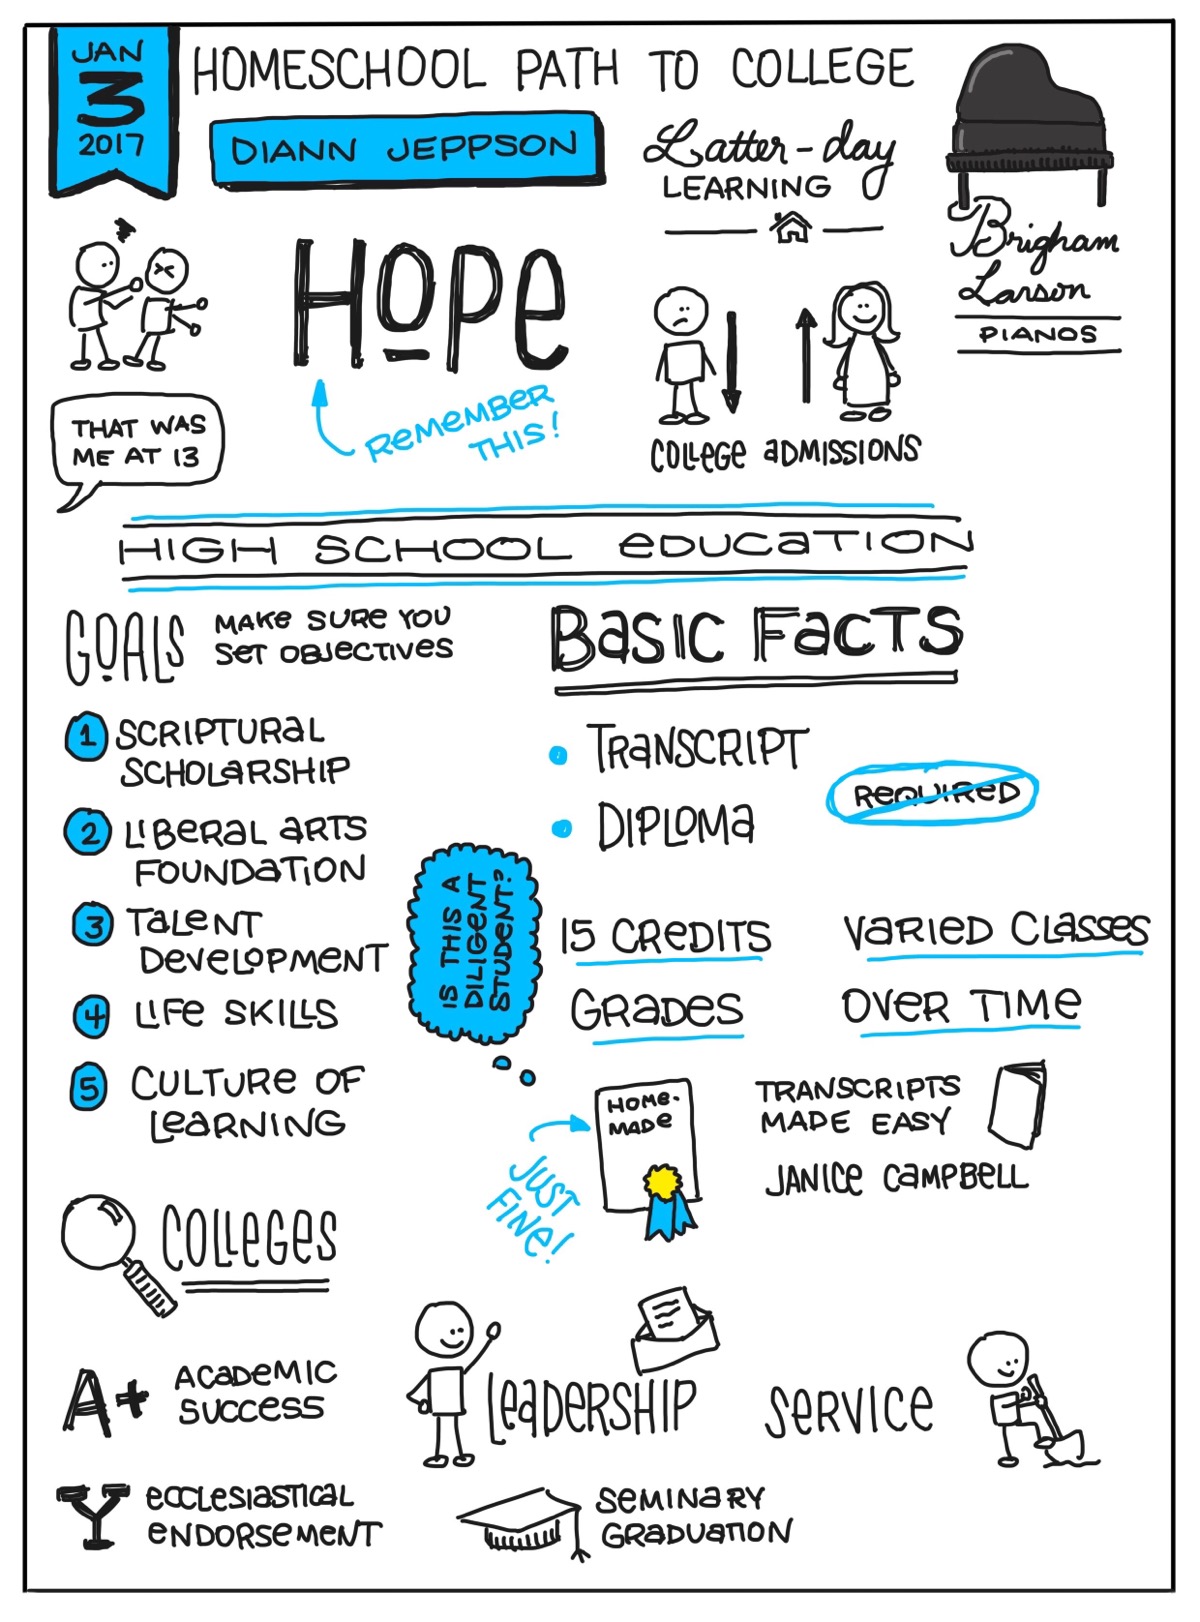 JAN
3
2017
HOMESCHOOL PATH TO COLLEGE
DIANN JEPPSON
Latter-day
LEARNING
Brigham
Larson
PIANOS
HOPE
REMEMBER
THIS!
THAT WAS
ME AT 13
COLLEGE ADMISSIONS
HIGH SCHOOL EDUCATION
GOALS
MAKE SURE YOU
SET OBJECTIVES
1 SCRIPTURAL
SCHOLARSHIP
2 LIBERAL ARTS
FOUNDATION
3 TALENT
DEVELOPMENT
4 LIFE SKILLS
5 CULTURE OF
LEARNING
BASIC FACTS
• TRANSCRIPT
• DIPLOMA
REQUIRED
IS THIS A
DILIGENT
STUDENT?
15 CREDITS
VARIED CLASSES
GRADES
OVER TIME
HOME-
MADE
JUST
FINE!
TRANSCRIPTS
MADE EASY
JANICE CAMPBELL
COLLEGES
A+ ACADEMIC
SUCCESS
LEADERSHIP
SERVICE
Y ECCLESIASTICAL
ENDORSEMENT
SEMINARY
GRADUATION